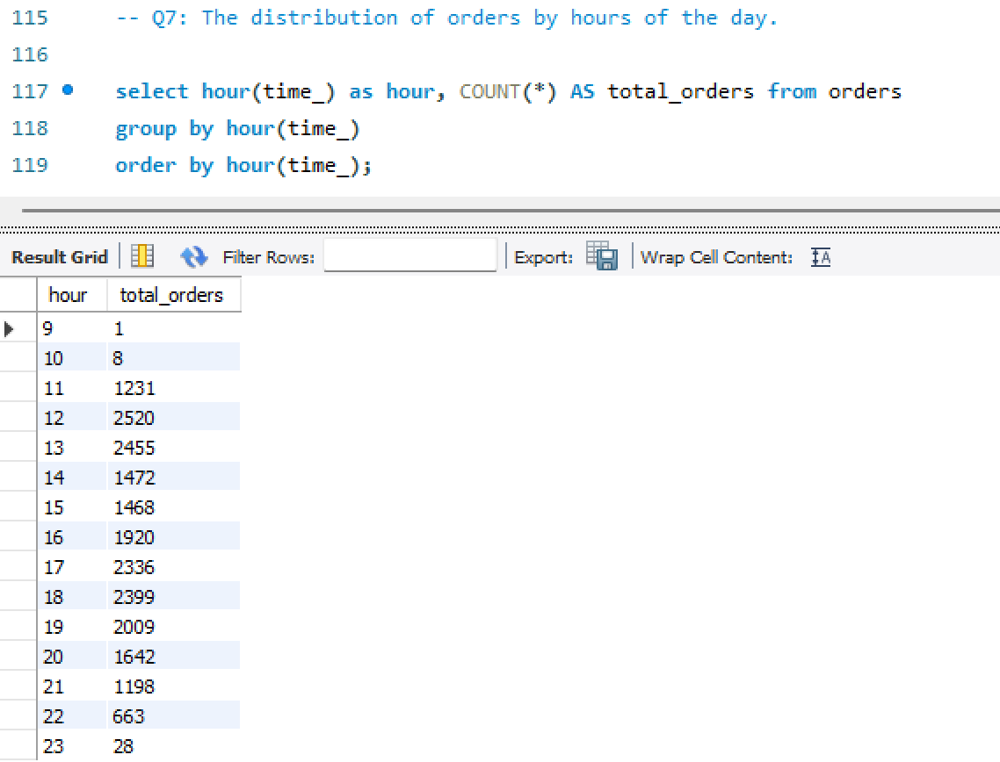 115 -- Q7: The distribution of orders by hours of the day.
116
117 select hour(time_) as hour, COUNT(*) AS total_orders from orders
118 group by hour(time_)
119 order by hour(time_);
Result Grid Filter Rows: Export: Wrap Cell Content: IA
hour total_orders
9 1
10 8
11 1231
12 2520
13 2455
14 1472
15 1468
16 1920
17 2336
18 2399
19 2009
20 1642
21 1198
22 663
23 28